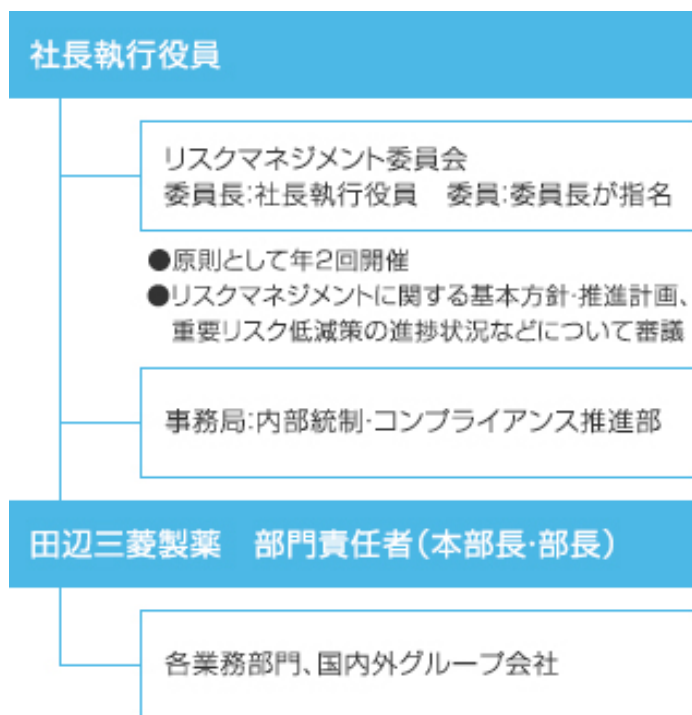 社長執行役員
リスクマネジメント委員会
委員長:社長執行役員　委員:委員長が指名
●原則として年2回開催
●リスクマネジメントに関する基本方針・推進計画、
重要リスク低減策の進捗状況などについて審議
事務局:内部統制・コンプライアンス推進部
田辺三菱製薬　部門責任者(本部長・部長)
各業務部門、国内外グループ会社